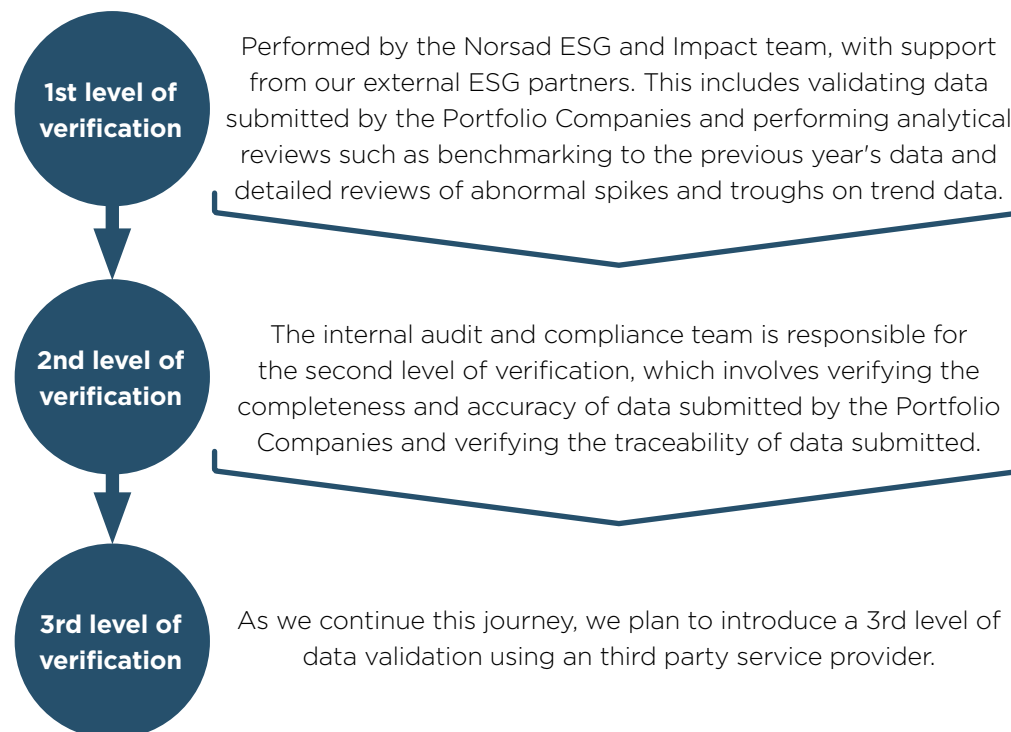 1st level of
verification
Performed by the Norsad ESG and Impact team, with support
from our external ESG partners. This includes validating data
submitted by the Portfolio Companies and performing analytical
reviews such as benchmarking to the previous year's data and
detailed reviews of abnormal spikes and troughs on trend data.
2nd level of
verification
The internal audit and compliance team is responsible for
the second level of verification, which involves verifying the
completeness and accuracy of data submitted by the Portfolio
Companies and verifying the traceability of data submitted.
3rd level of
verification
As we continue this journey, we plan to introduce a 3rd level of
data validation using an third party service provider.